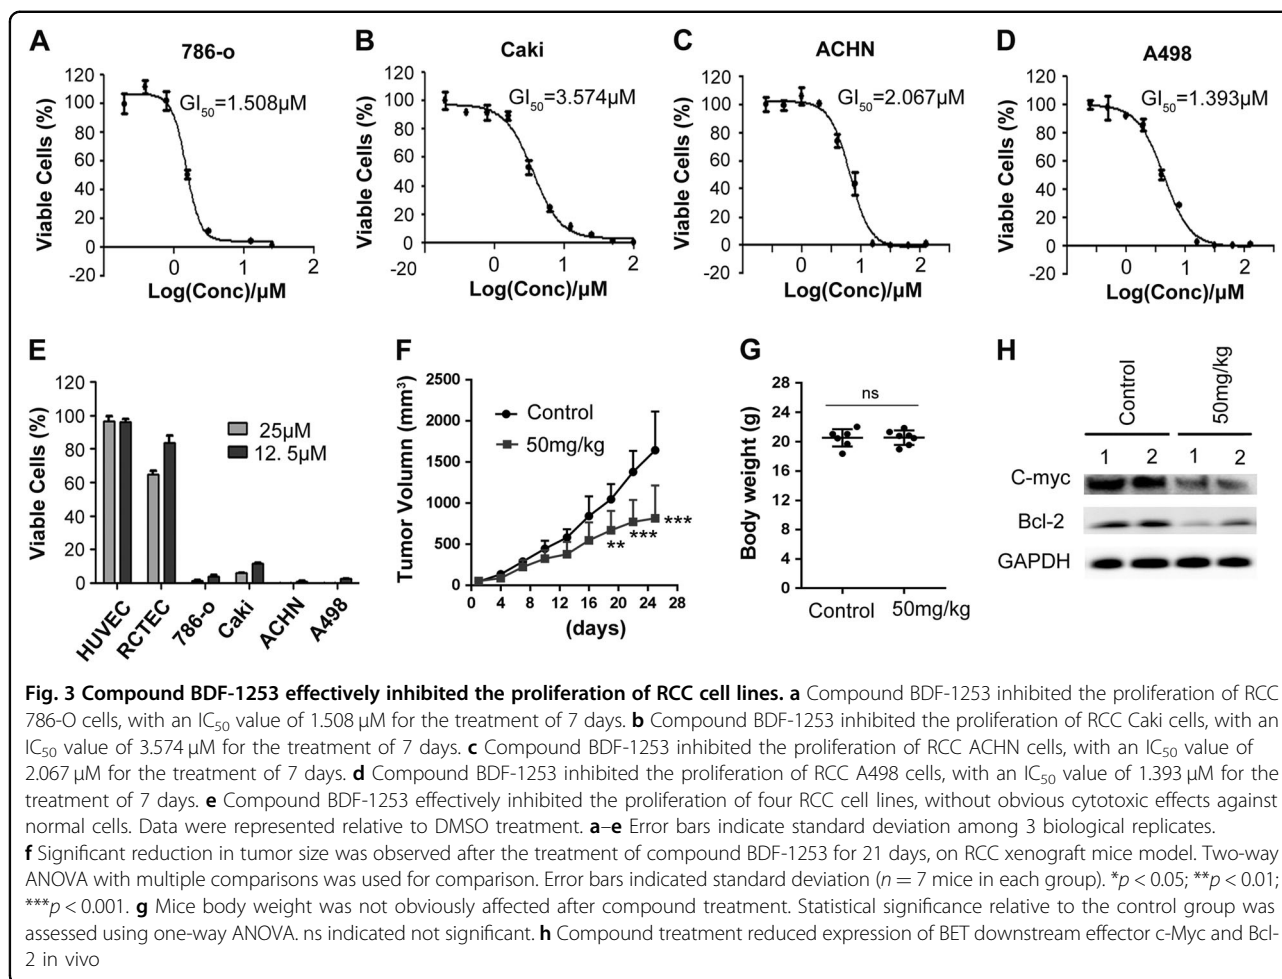 A
786-o
120
100
80
60
40
20
0
-20
GI50=1.508μM
0
2
Viable Cells (%)
Log(Conc)/μM
B
Caki
120
100
80
60
40
20
0
-20
GI50=3.574μM
0
1
2
Viable Cells (%)
Log(Conc)/μM
C
ACHN
120
100
80
60
40
20
0
-20
GI50=2.067μM
0
1
2
Viable Cells (%)
Log(Conc)/μM
D
A498
120
100
80
60
40
20
0
-20
GI50=1.393μM
0
1
2
Viable Cells (%)
Log(Conc)/μM
E
120
100
80
60
40
20
0
Viable Cells (%)
25μM
12. 5μM
HUVEC
RCTEC
786-o
Caki
ACHN
A498
F
2500
2000
1500
1000
500
0
Tumor Volumn (mm³)
Control
50mg/kg
**
***
***
0 4 8 12 16 20 24 28
(days)
G
28
24
20
16
12
8
4
0
Body weight (g)
ns
Control
50mg/kg
H
Control
50mg/kg
1 2 1 2
C-myc
Bcl-2
GAPDH
Fig. 3 Compound BDF-1253 effectively inhibited the proliferation of RCC cell lines. a Compound BDF-1253 inhibited the proliferation of RCC
786-O cells, with an IC50 value of 1.508 μM for the treatment of 7 days. b Compound BDF-1253 inhibited the proliferation of RCC Caki cells, with an
IC50 value of 3.574 μM for the treatment of 7 days. c Compound BDF-1253 inhibited the proliferation of RCC ACHN cells, with an IC50 value of
2.067 μM for the treatment of 7 days. d Compound BDF-1253 inhibited the proliferation of RCC A498 cells, with an IC50 value of 1.393 μM for the
treatment of 7 days. e Compound BDF-1253 effectively inhibited the proliferation of four RCC cell lines, without obvious cytotoxic effects against
normal cells. Data were represented relative to DMSO treatment. a–e Error bars indicate standard deviation among 3 biological replicates.
f Significant reduction in tumor size was observed after the treatment of compound BDF-1253 for 21 days, on RCC xenograft mice model. Two-way
ANOVA with multiple comparisons was used for comparison. Error bars indicated standard deviation (n = 7 mice in each group). *p < 0.05; **p < 0.01;
***p < 0.001. g Mice body weight was not obviously affected after compound treatment. Statistical significance relative to the control group was
assessed using one-way ANOVA. ns indicated not significant. h Compound treatment reduced expression of BET downstream effector c-Myc and Bcl-
2 in vivo